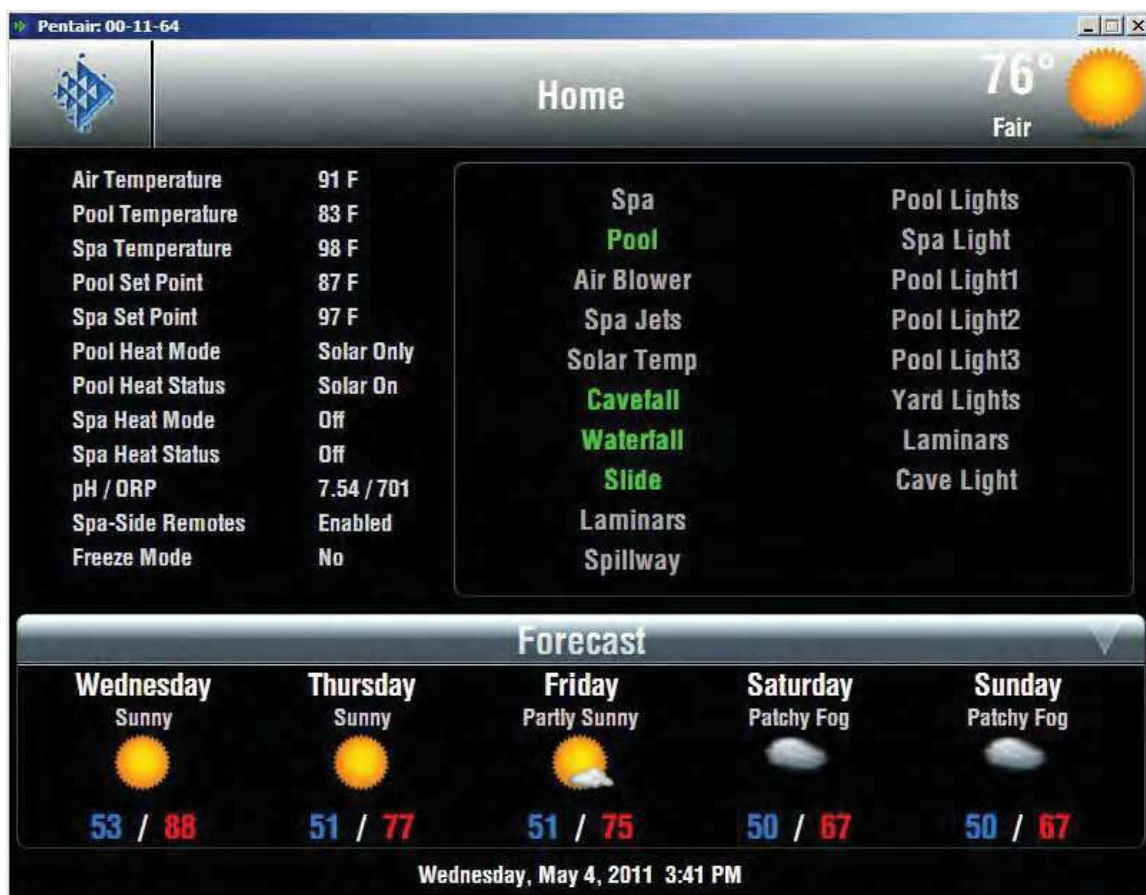 Pentair: 00-11-64
Home
76°
Fair
Air Temperature 91 F
Pool Temperature 83 F
Spa Temperature 98 F
Pool Set Point 87 F
Spa Set Point 97 F
Pool Heat Mode Solar Only
Pool Heat Status Solar On
Spa Heat Mode Off
Spa Heat Status Off
pH / ORP 7.54 / 701
Spa-Side Remotes Enabled
Freeze Mode No
Spa Pool Lights
Pool Spa Light
Air Blower Pool Light1
Spa Jets Pool Light2
Solar Temp Pool Light3
Cavefall Yard Lights
Waterfall Laminars
Slide Cave Light
Laminars
Spillway
Forecast
Wednesday Thursday Friday Saturday Sunday
Sunny Sunny Partly Sunny Patchy Fog Patchy Fog
53 / 88 51 / 77 51 / 75 50 / 67 50 / 67
Wednesday, May 4, 2011 3:41 PM